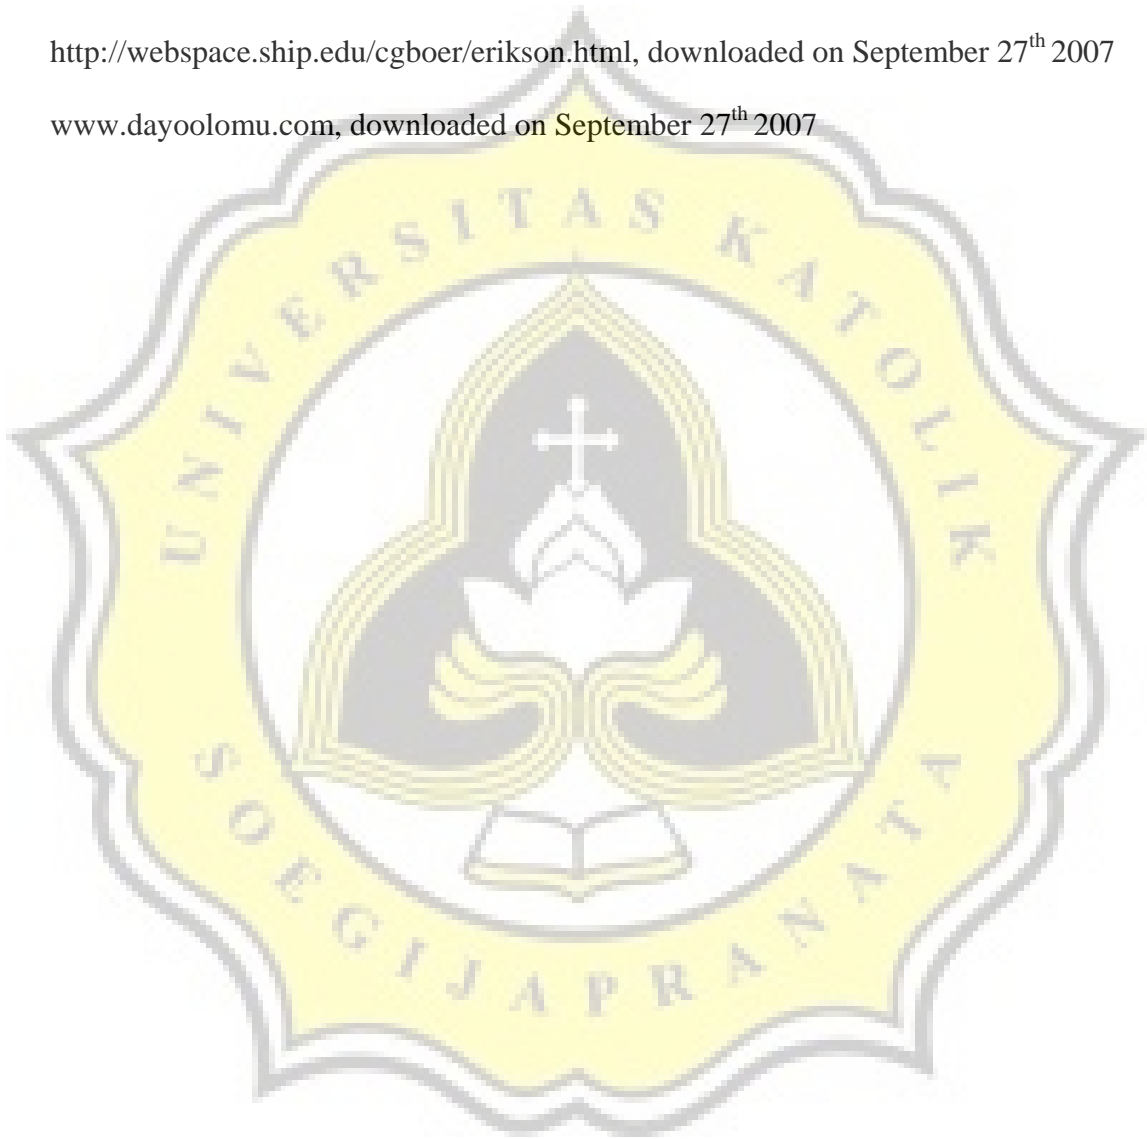 http://webspace.ship.edu/cgboer/erikson.html, downloaded on September 27th 2007
www.dayoolomu.com, downloaded on September 27th 2007
UNIVERSITAS KATOLIK
SOEGIJAPRANATA